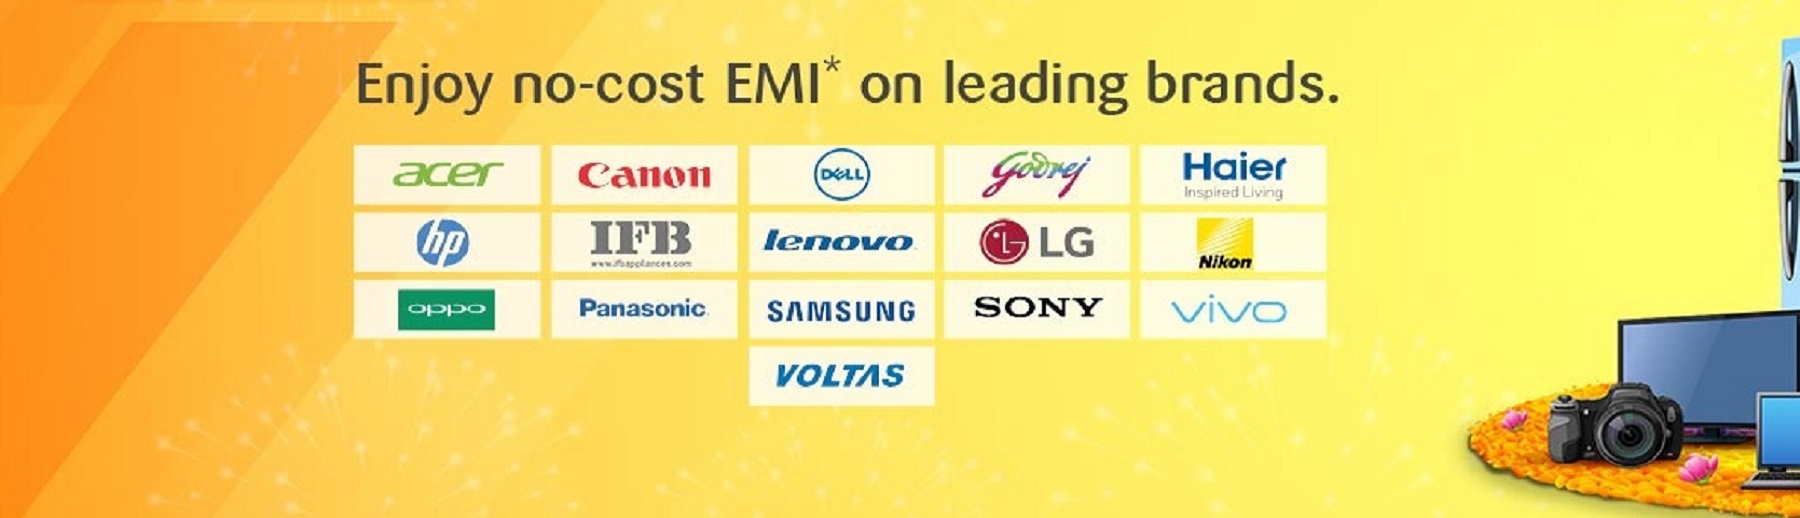 Enjoy no-cost EMI* on leading brands.
acer Canon DELL Godrej Haier
Inspired Living
hp IFB lenovo LG Nikon
www.ifbappliances.com
oppo Panasonic SAMSUNG SONY vivo
VOLTAS